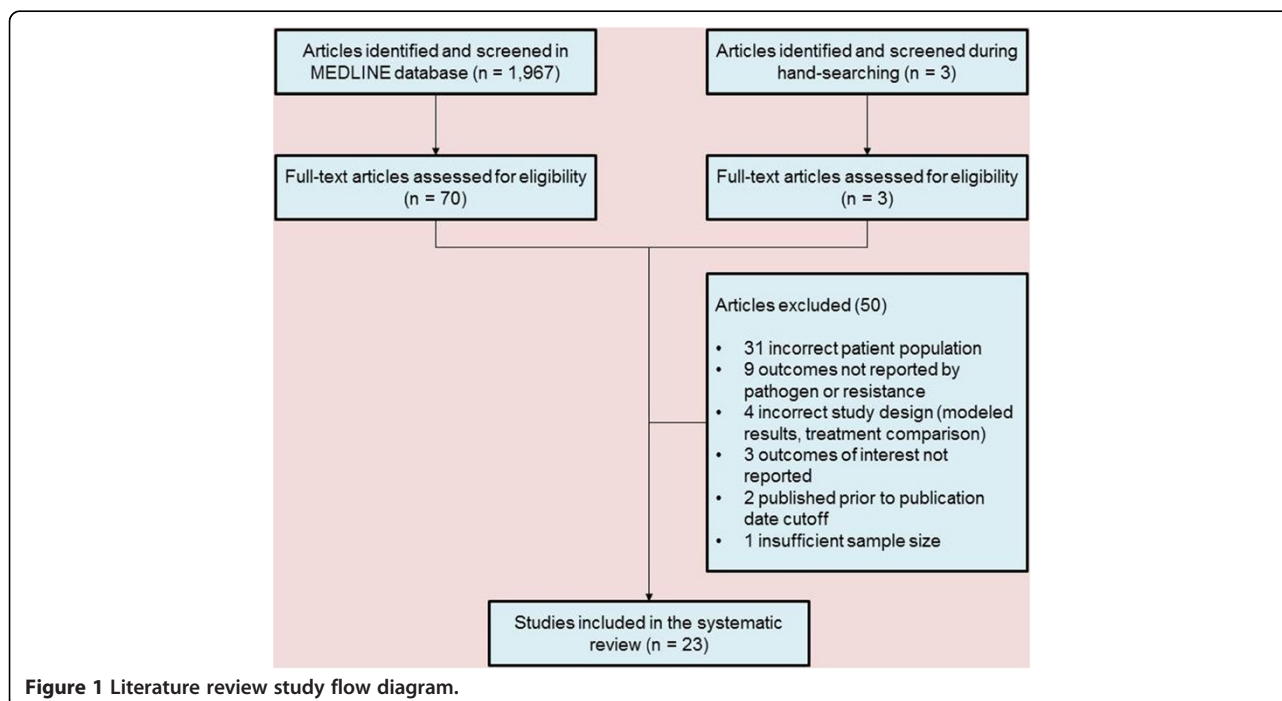 Articles identified and screened in
MEDLINE database (n = 1,967)
Articles identified and screened during
hand-searching (n = 3)
Full-text articles assessed for eligibility
(n = 70)
Full-text articles assessed for eligibility
(n = 3)
Articles excluded (50)
• 31 incorrect patient population
• 9 outcomes not reported by
pathogen or resistance
• 4 incorrect study design (modeled
results, treatment comparison)
• 3 outcomes of interest not
reported
• 2 published prior to publication
date cutoff
• 1 insufficient sample size
Studies included in the systematic
review (n = 23)
Figure 1 Literature review study flow diagram.